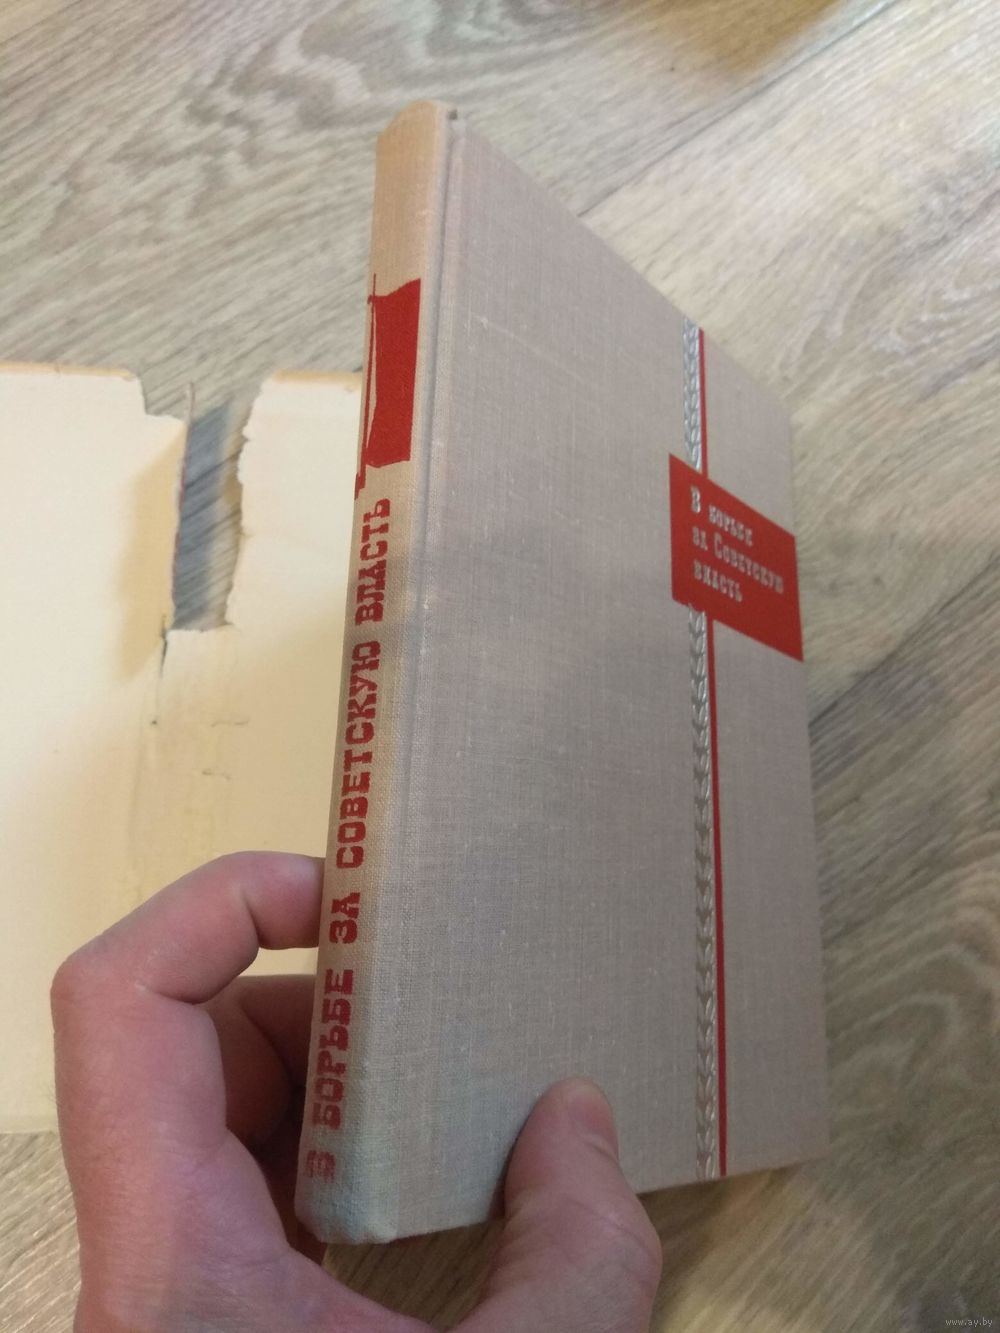 В БОРЬБЕ ЗА СОВЕТСКУЮ ВЛАСТЬ
В борьбе
за Советскую
власть
www.ay.by